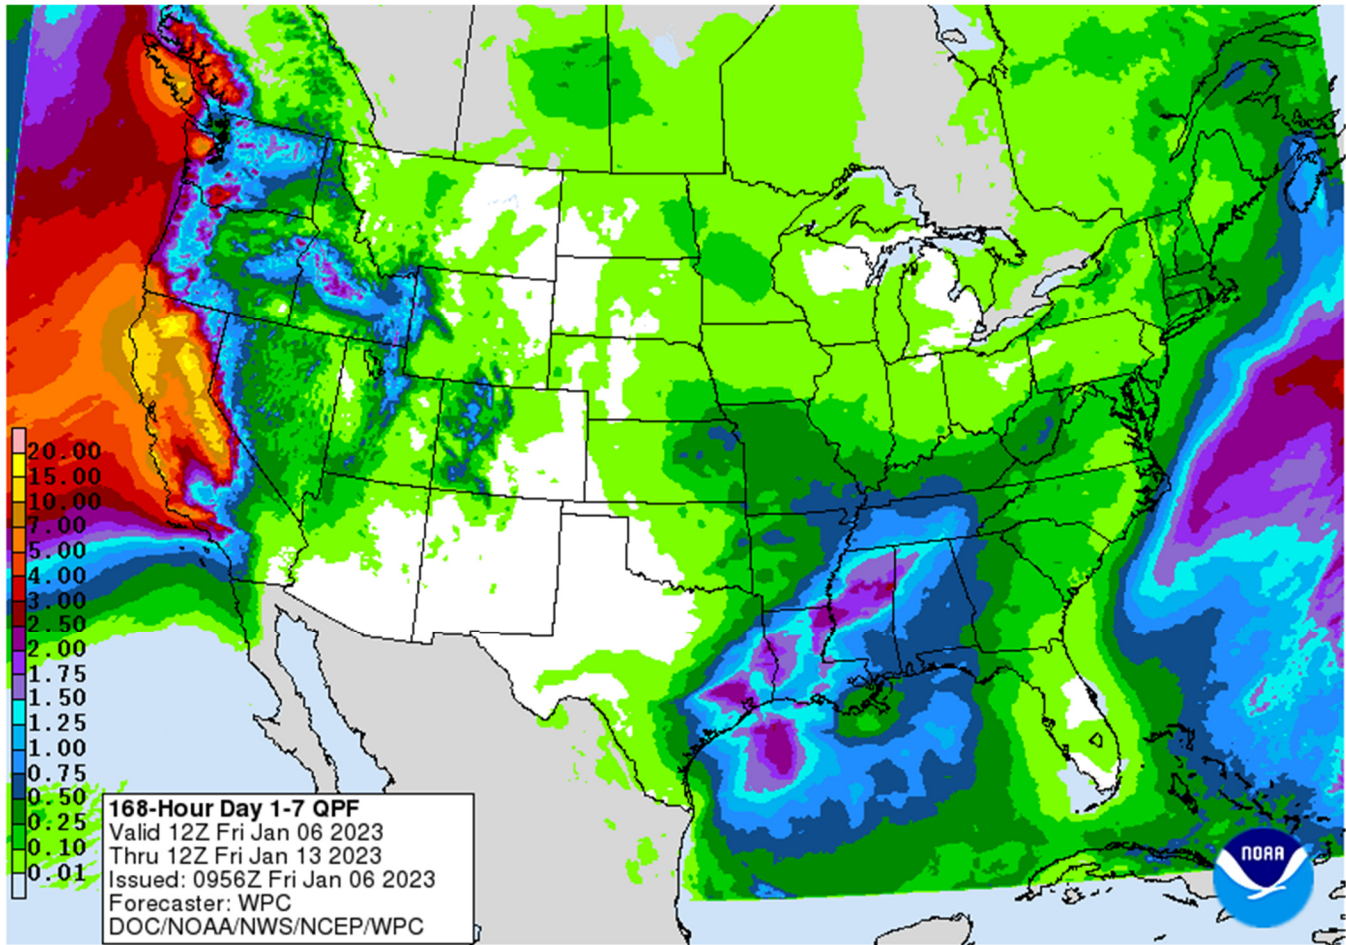 20.00
15.00
10.00
7.00
5.00
4.00
3.00
2.50
2.00
1.75
1.50
1.25
1.00
0.75
0.50
0.25
0.10
0.01
168-Hour Day 1-7 QPF
Valid 12Z Fri Jan 06 2023
Thru 12Z Fri Jan 13 2023
Issued: 0956Z Fri Jan 06 2023
Forecaster: WPC
DOC/NOAA/NWS/NCEP/WPC
NOAA